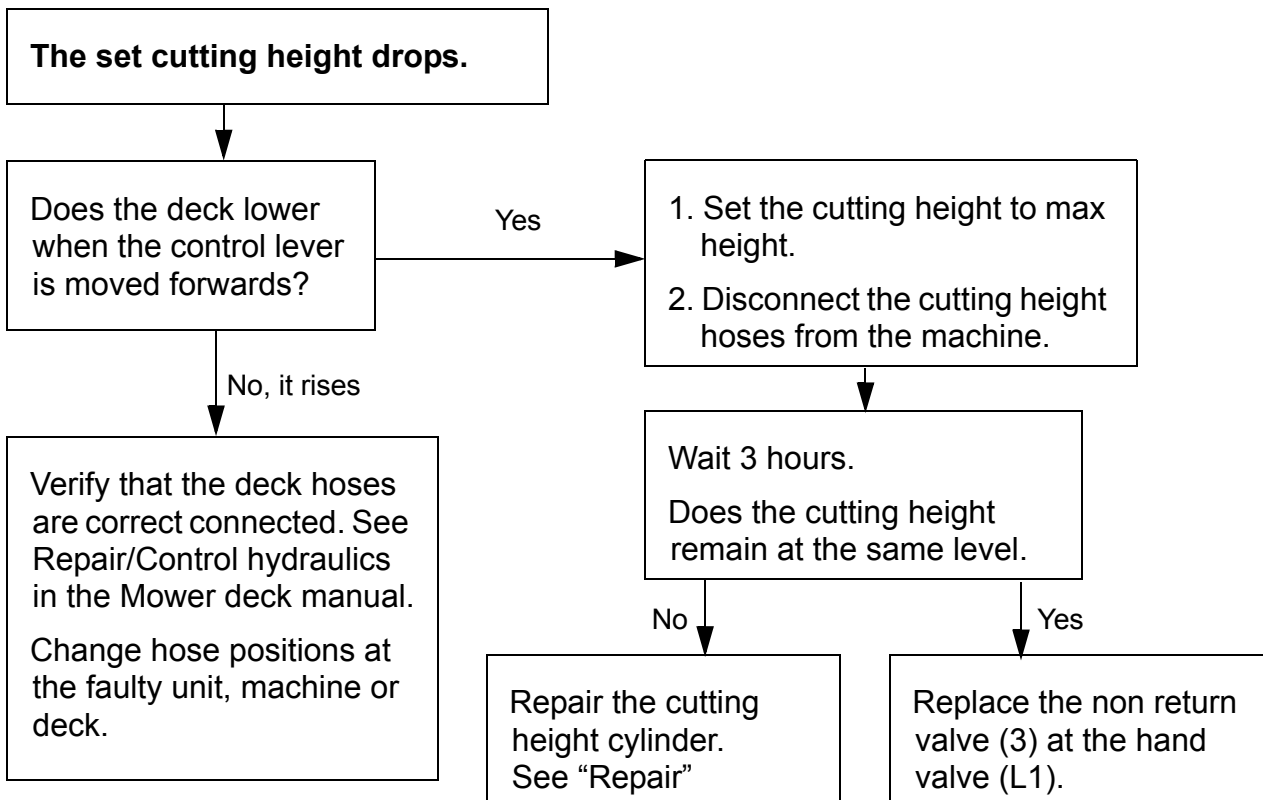 The set cutting height drops.
Does the deck lower
when the control lever
is moved forwards?
Yes
1. Set the cutting height to max
height.
2. Disconnect the cutting height
hoses from the machine.
No, it rises
Wait 3 hours.
Does the cutting height
remain at the same level.
Verify that the deck hoses
are correct connected. See
Repair/Control hydraulics
in the Mower deck manual.
Change hose positions at
the faulty unit, machine or
deck.
No
Yes
Repair the cutting
height cylinder.
See “Repair”
Replace the non return
valve (3) at the hand
valve (L1).